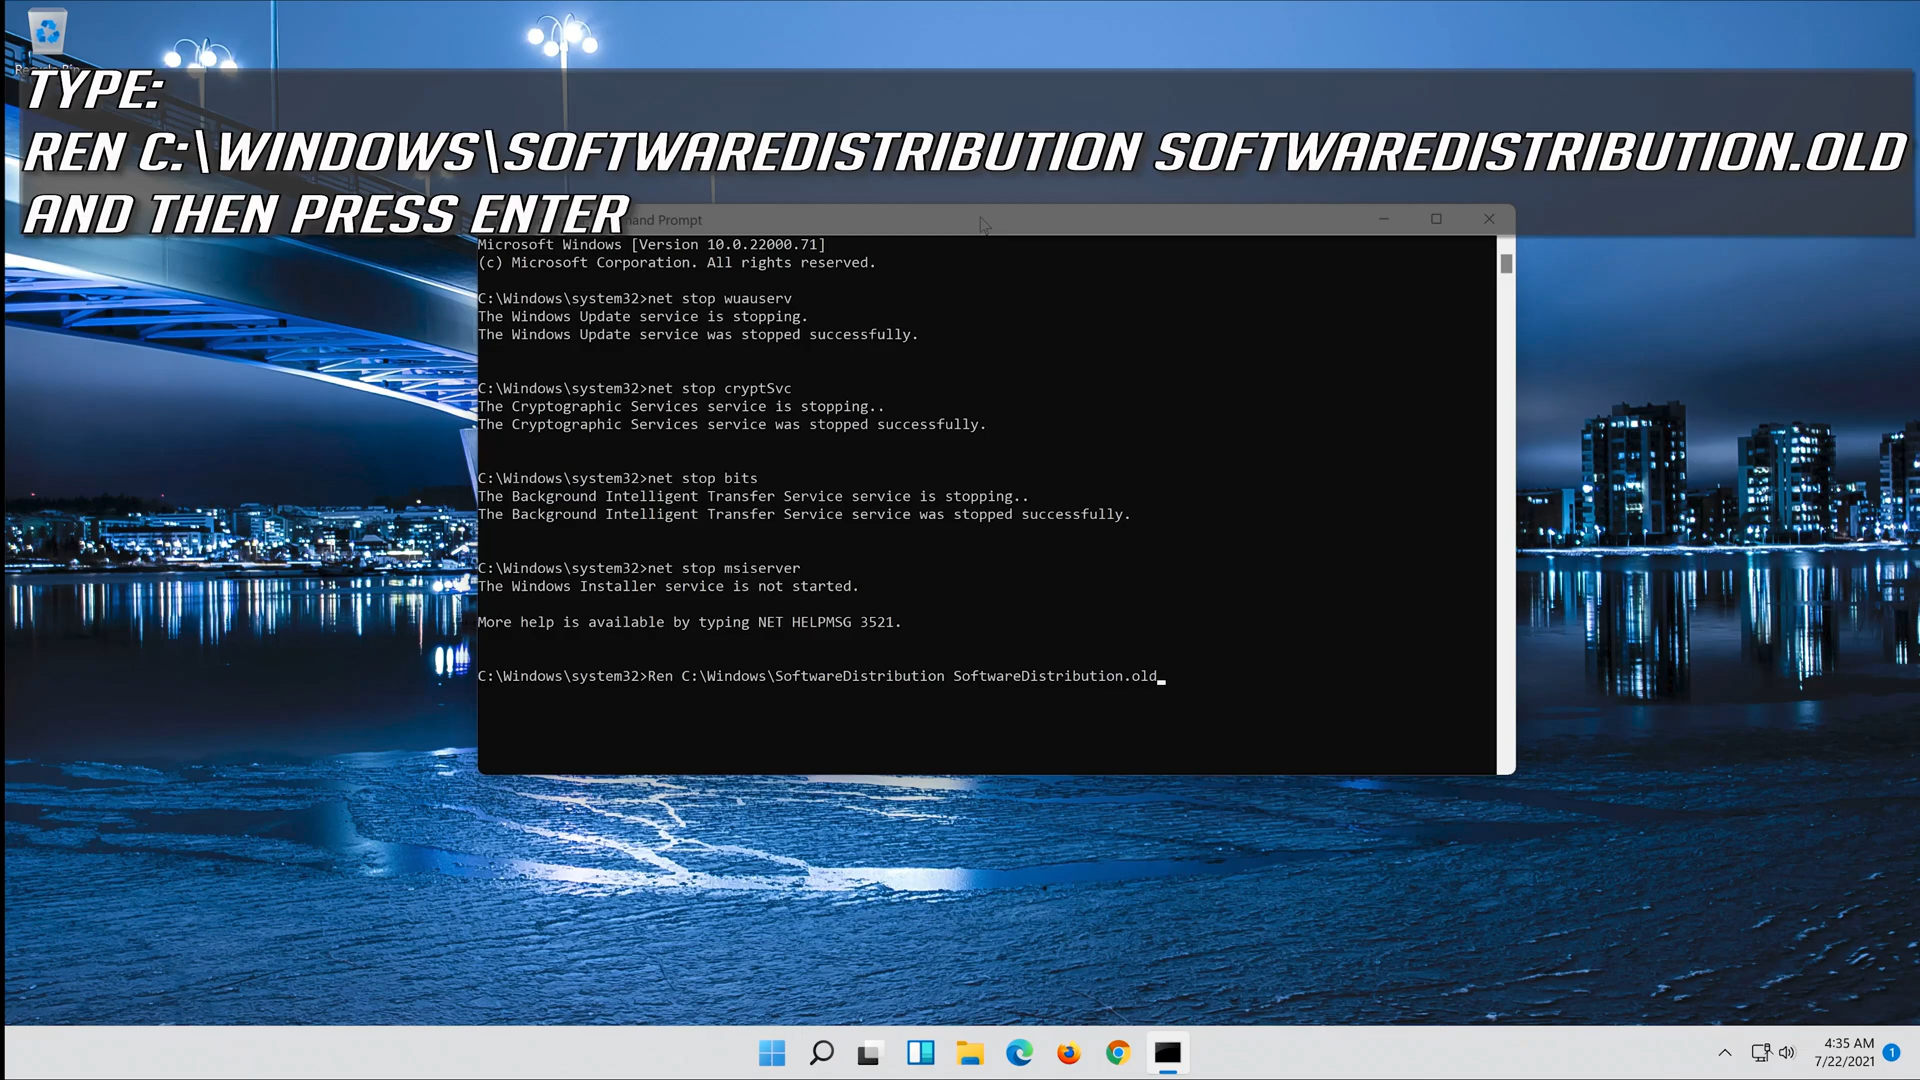 Recycle Bin
TYPE:
REN C:\WINDOWS\SOFTWAREDISTRIBUTION SOFTWAREDISTRIBUTION.OLD
AND THEN PRESS ENTER
Prompt
Microsoft Windows [Version 10.0.22000.71]
(c) Microsoft Corporation. All rights reserved.
C:\Windows\system32>net stop wuauserv
The Windows Update service is stopping.
The Windows Update service was stopped successfully.
C:\Windows\system32>net stop cryptSvc
The Cryptographic Services service is stopping..
The Cryptographic Services service was stopped successfully.
C:\Windows\system32>net stop bits
The Background Intelligent Transfer Service service is stopping..
The Background Intelligent Transfer Service service was stopped successfully.
C:\Windows\system32>net stop msiserver
The Windows Installer service is not started.
More help is available by typing NET HELPMSG 3521.
C:\Windows\system32>Ren C:\Windows\SoftwareDistribution SoftwareDistribution.old
4:35 AM
7/22/2021
1